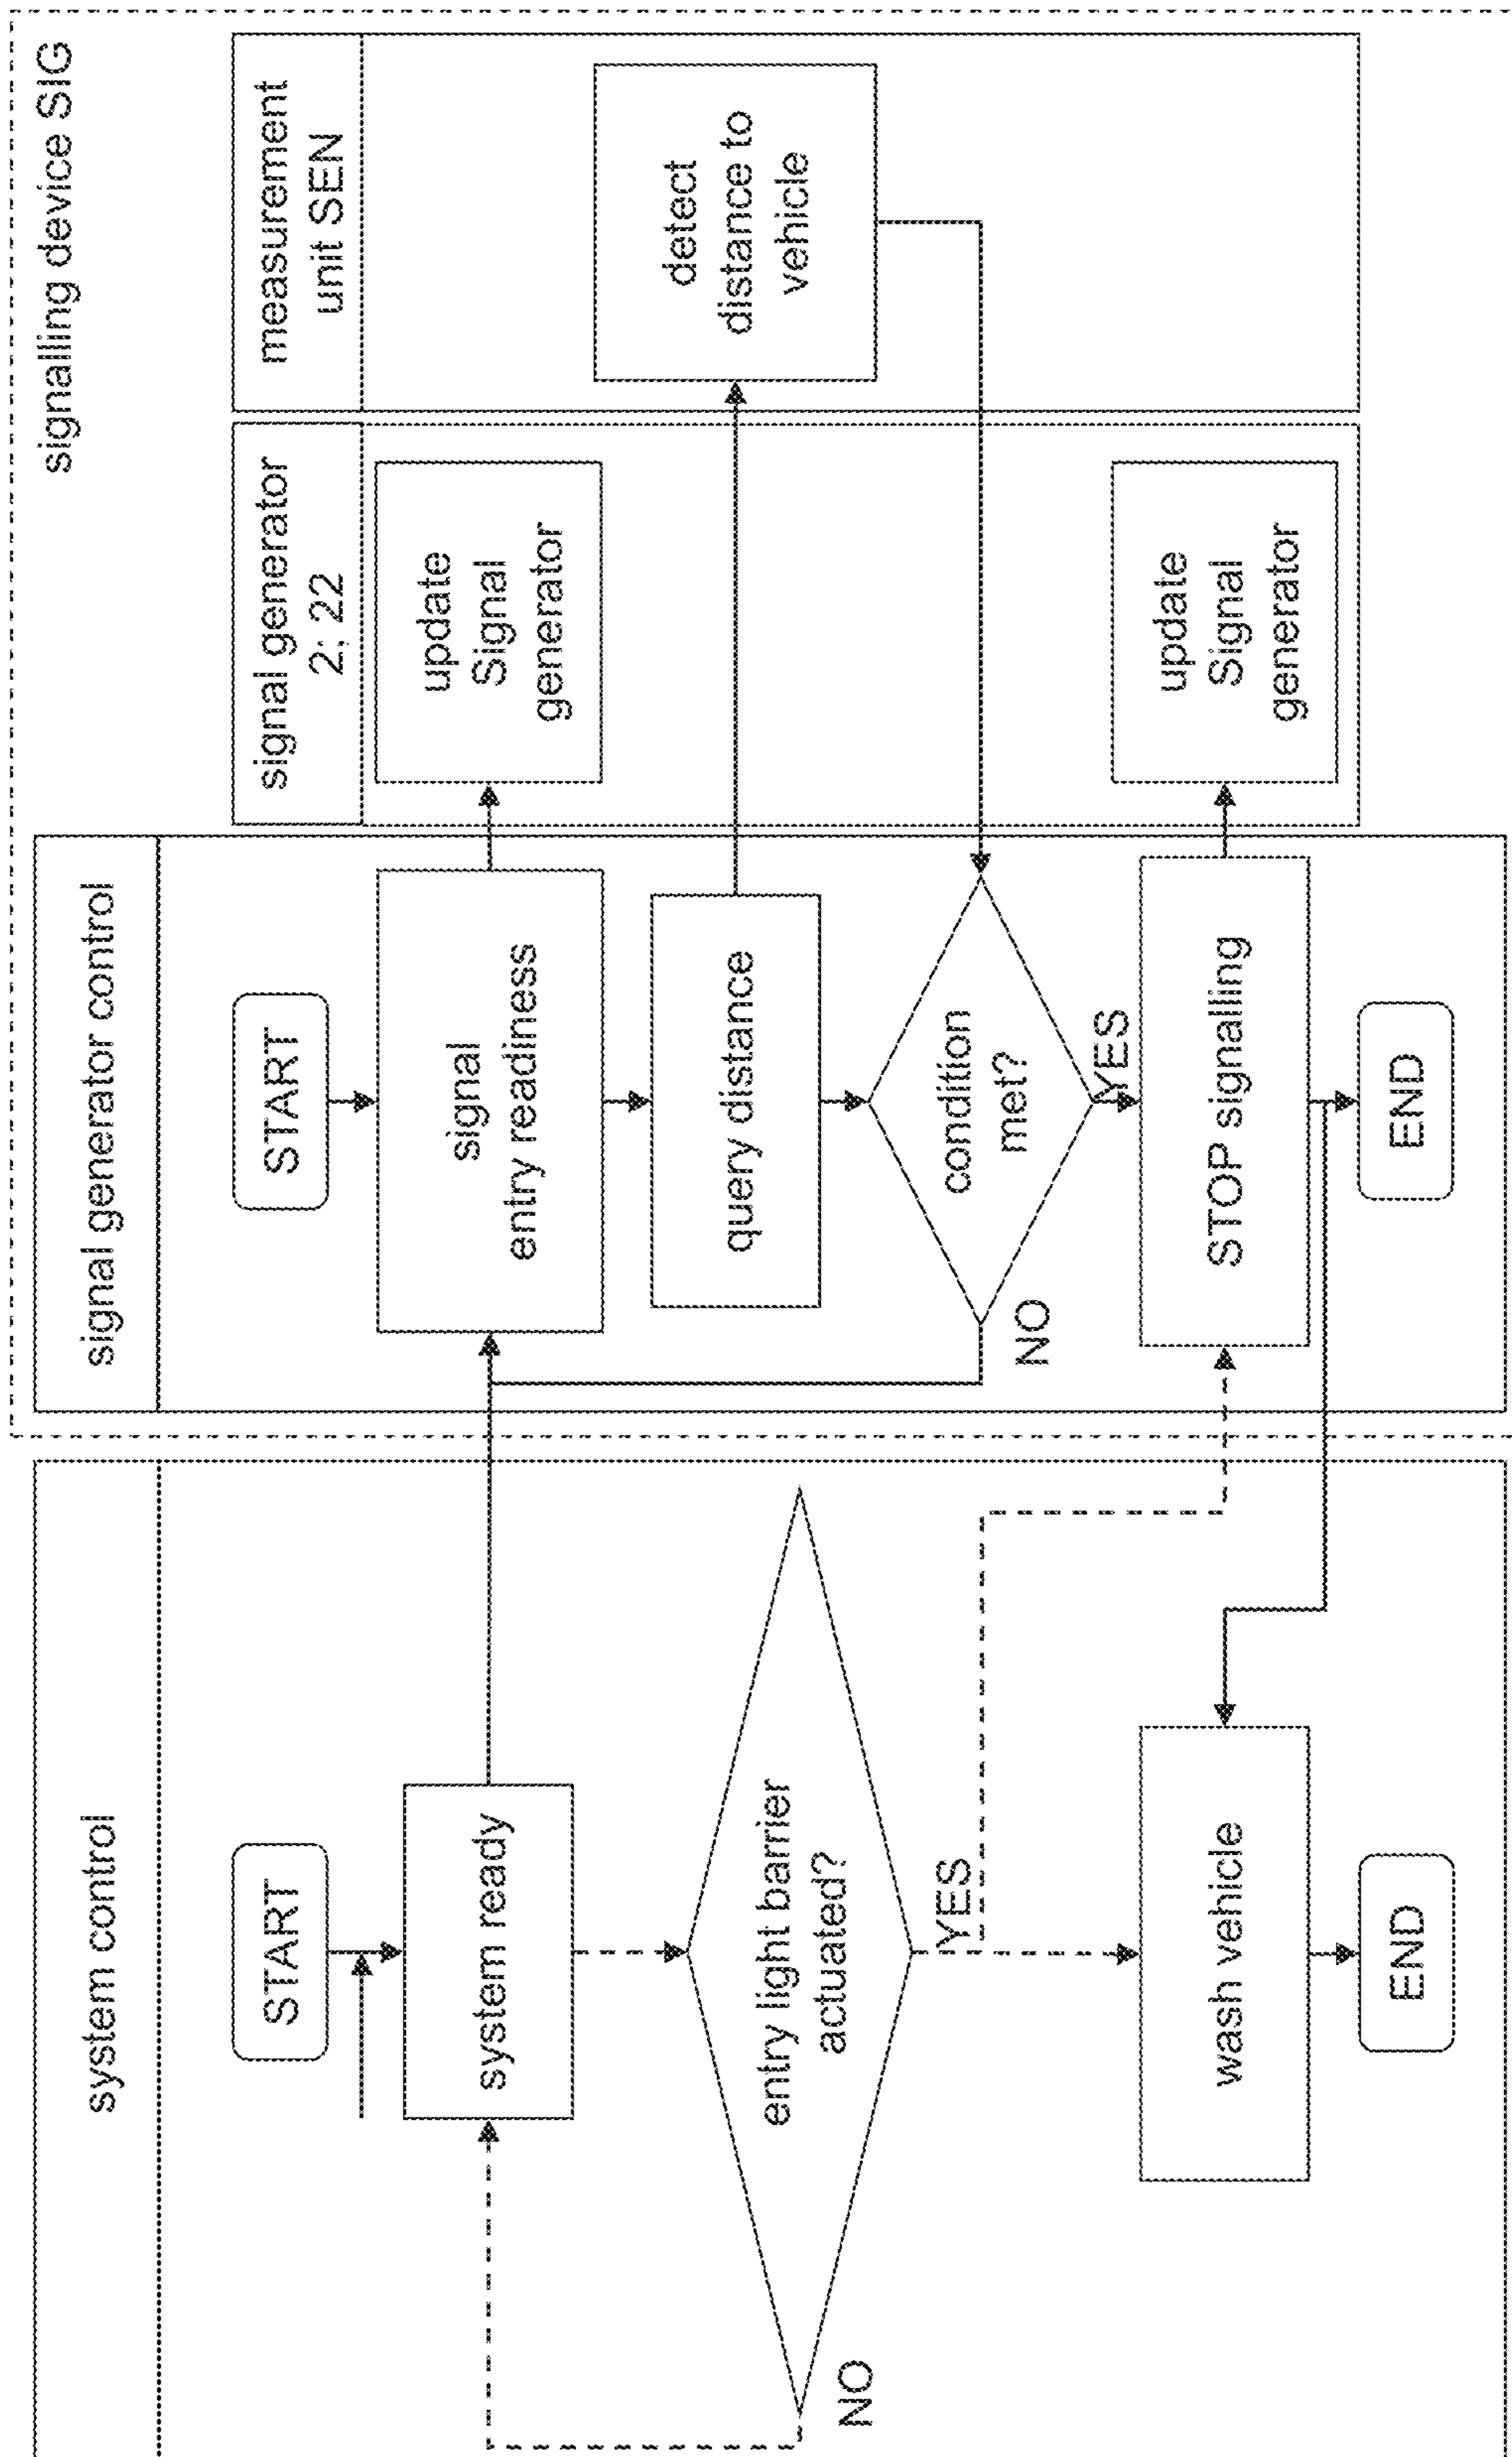 signalling device SIG
system control
START
system ready
entry light barrier
actuated?
NO
YES
wash vehicle
END
signal generator control
START
signal
entry readiness
query distance
condition
met?
NO
YES
STOP signalling
END
signal generator
2; 22
update
Signal
generator
update
Signal
generator
measurement
unit SEN
detect
distance to
vehicle